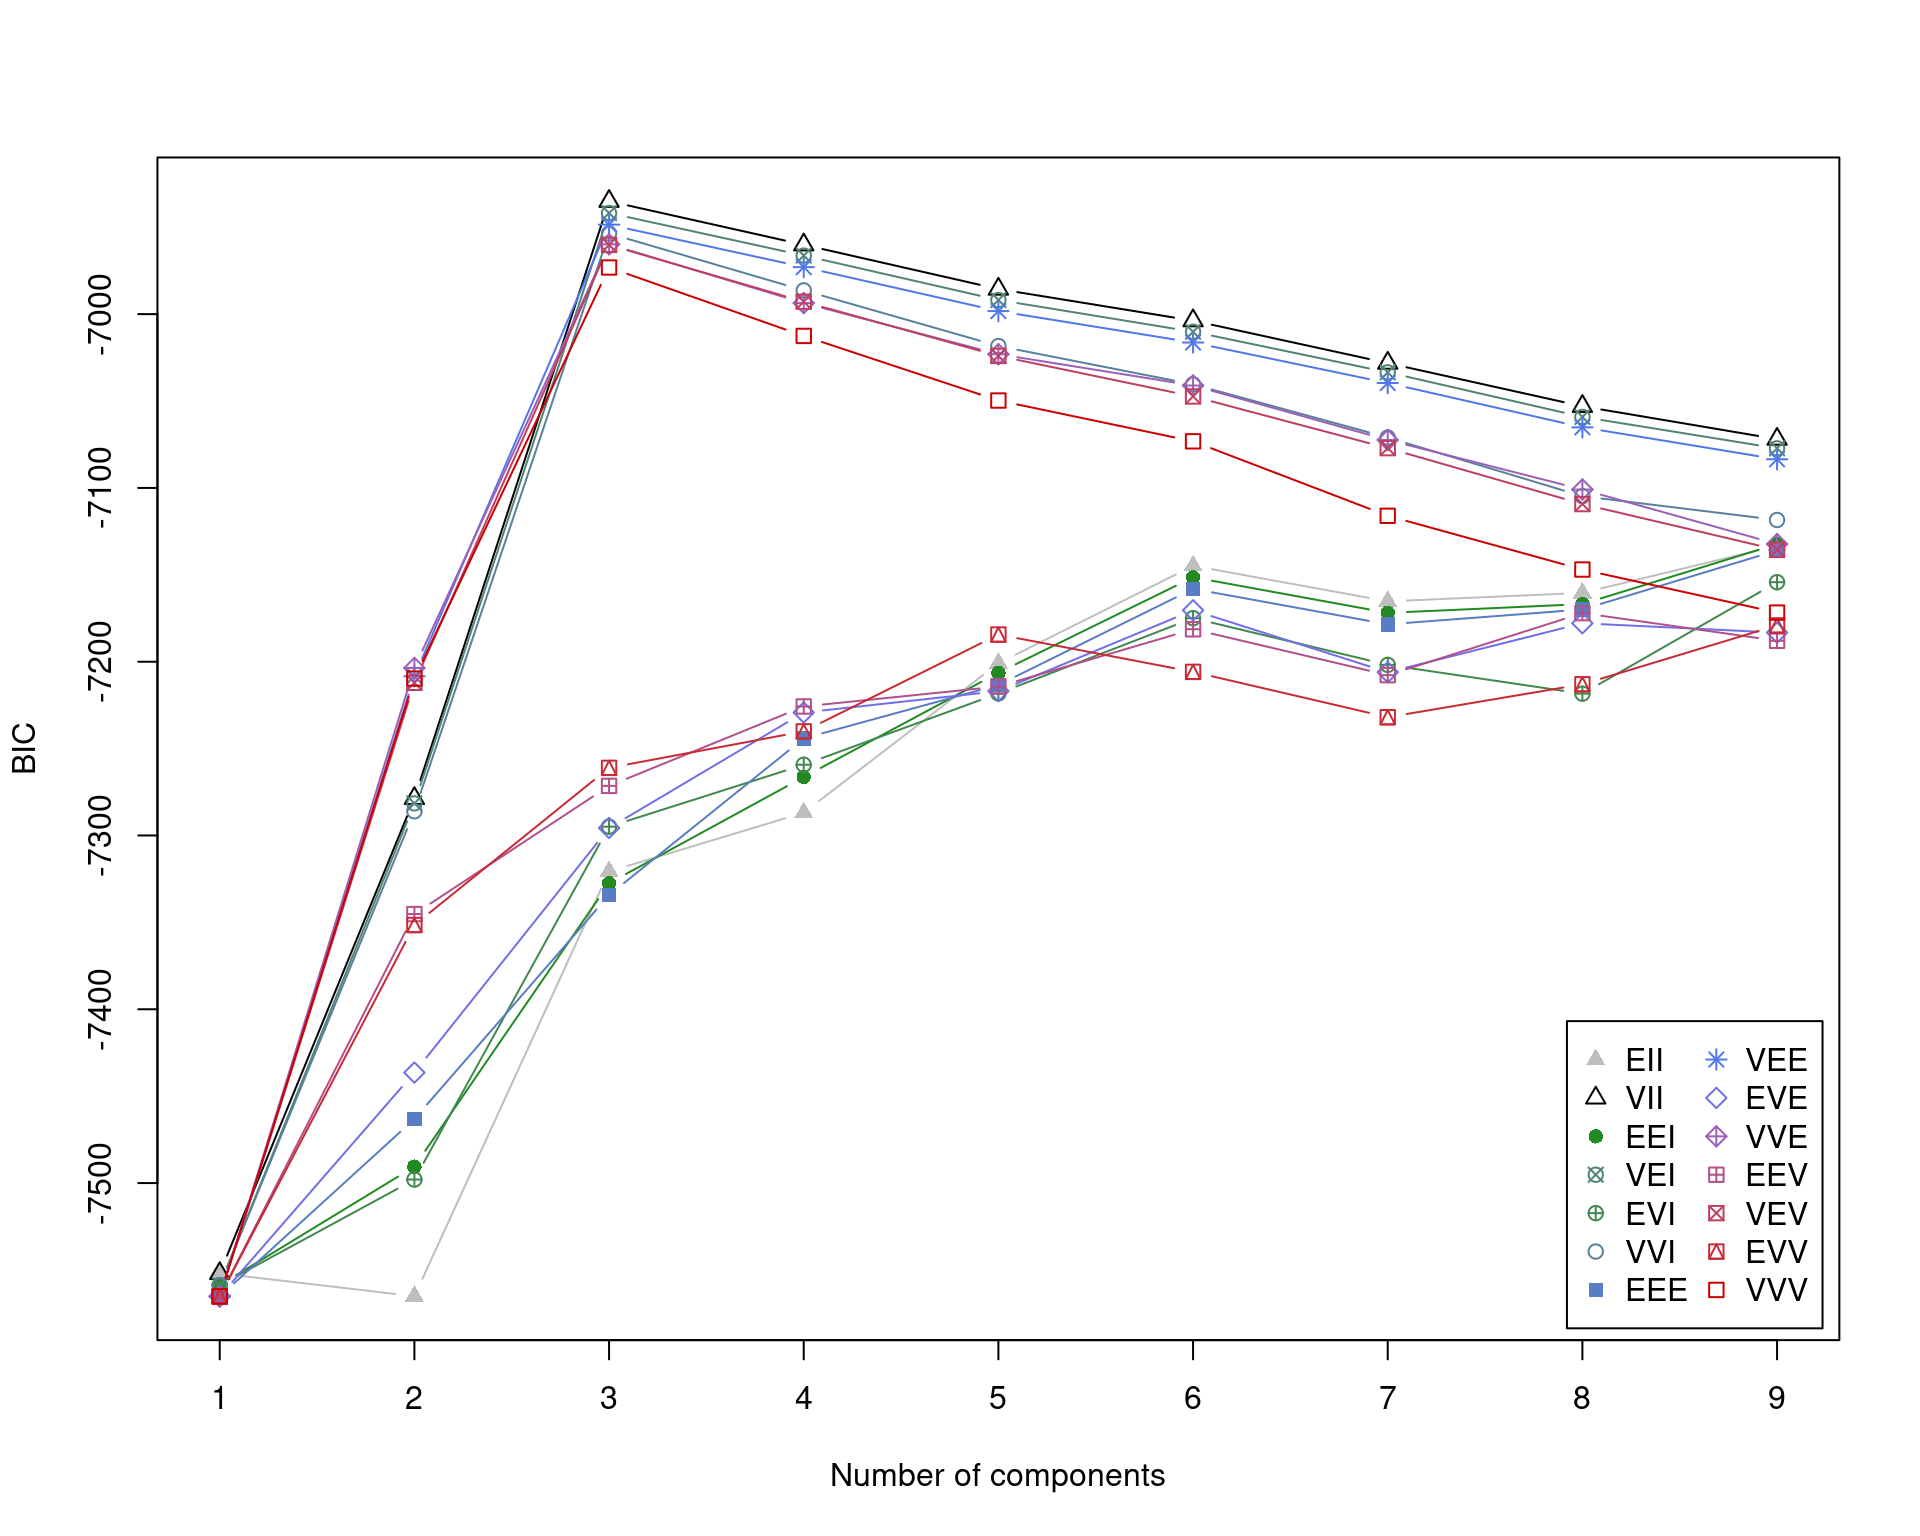 BIC
-7000
-7100
-7200
-7300
-7400
-7500
EII VEE
VII EVE
EEI VVE
VEI EEV
EVI VEV
VVI EVV
EEE VVV
1 2 3 4 5 6 7 8 9
Number of components